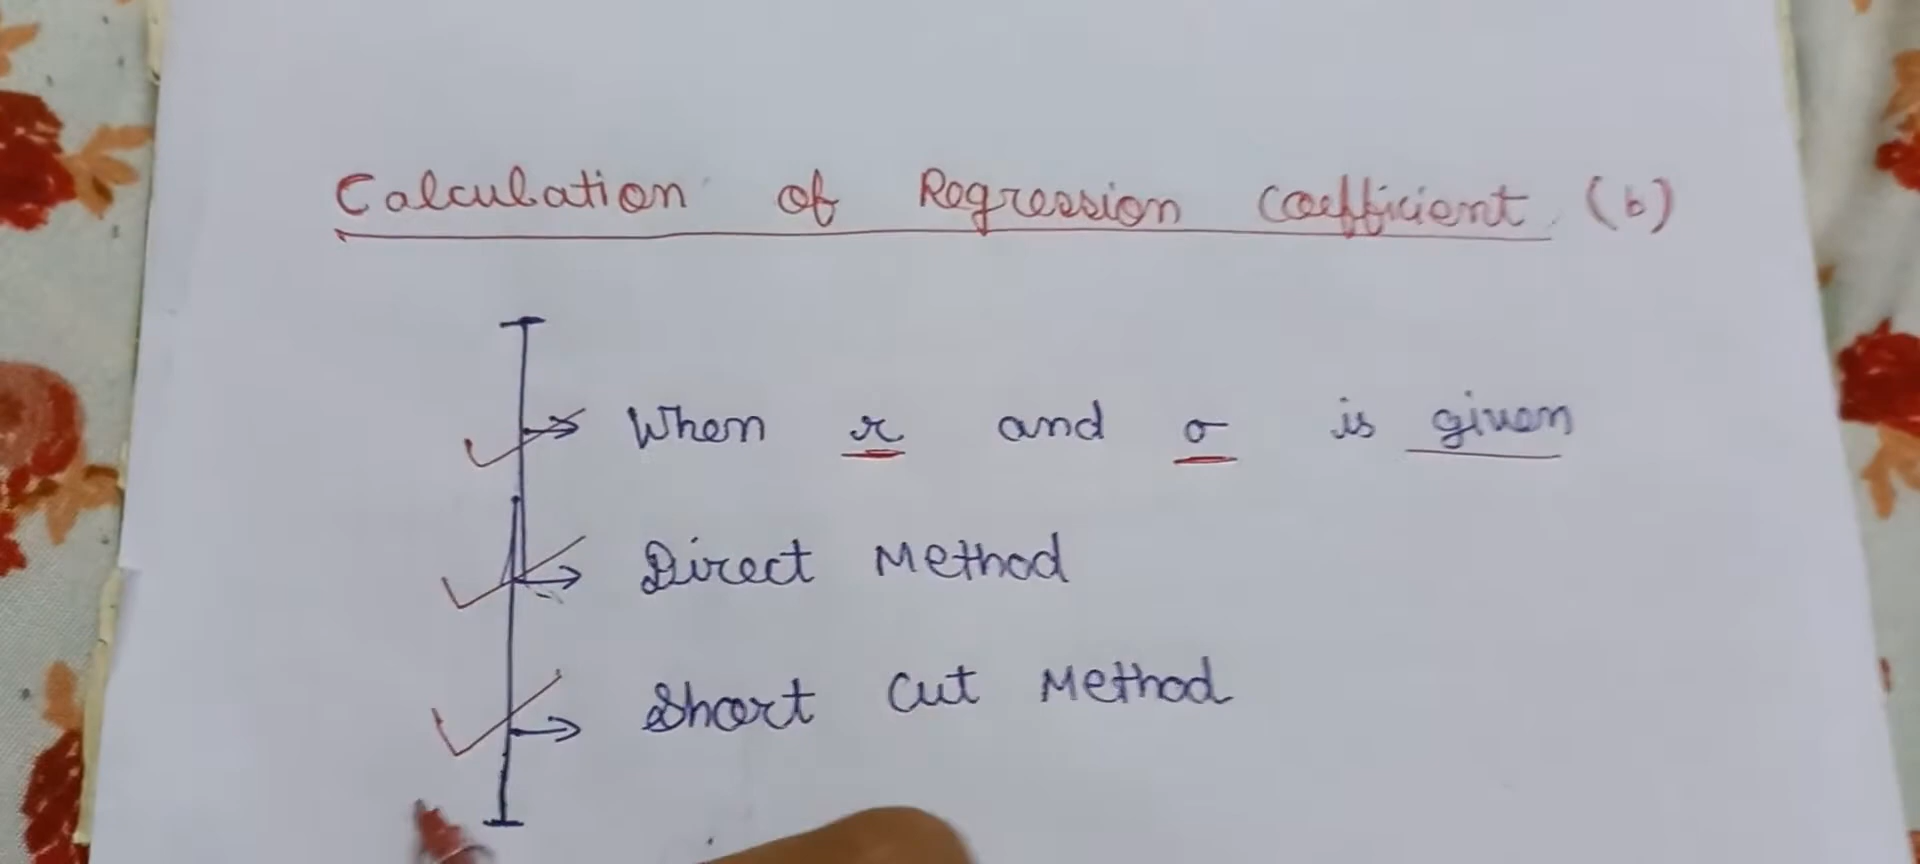 Calculation of Regression Coefficient (b)
When r and σ is given
Direct Method
Short Cut Method